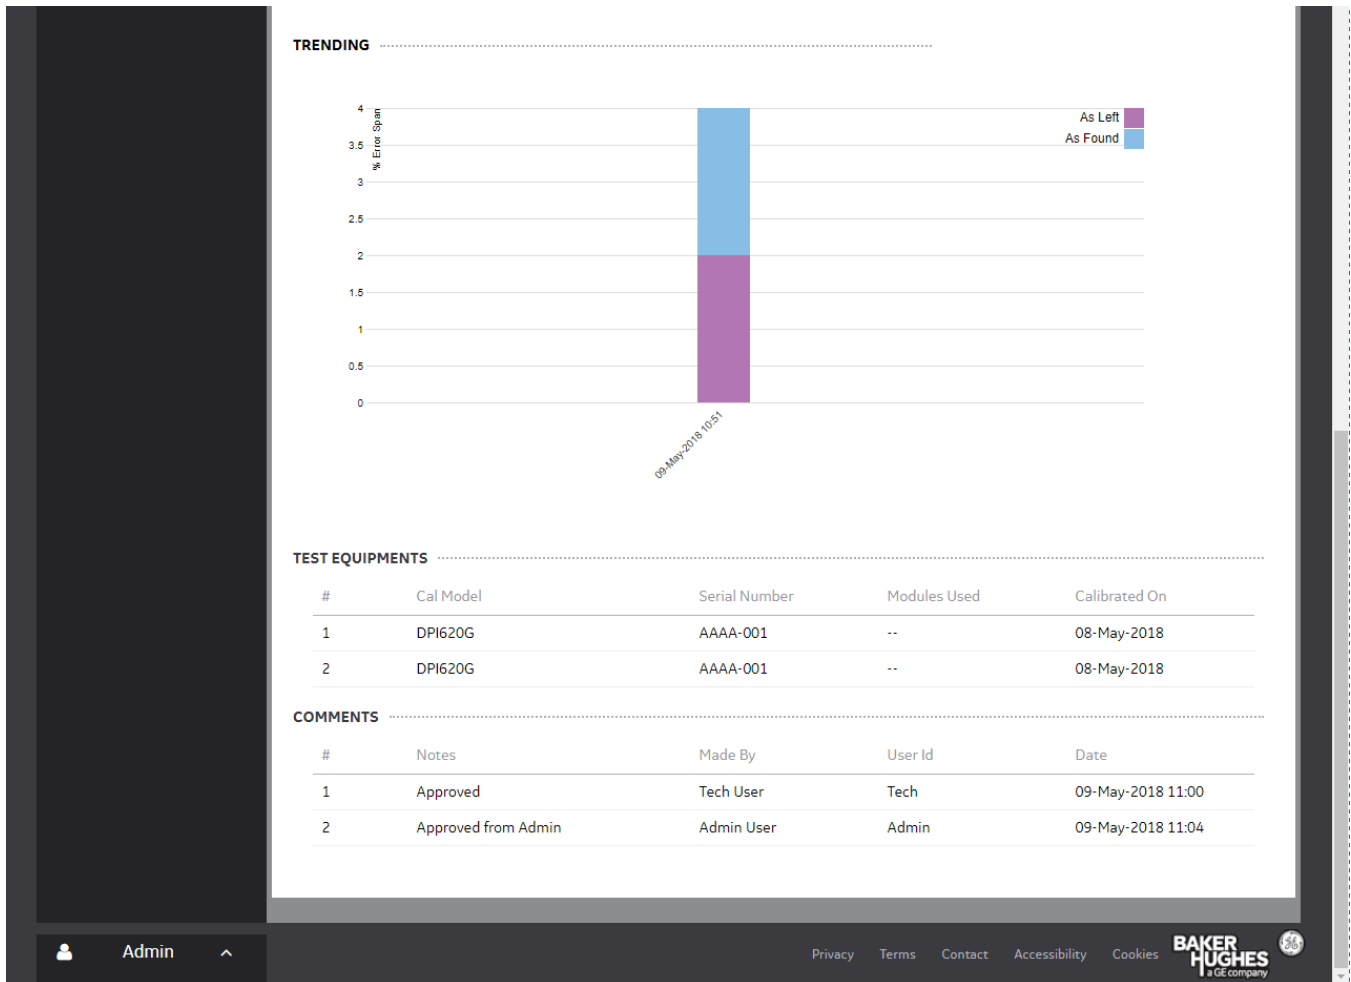 TRENDING
4
% Error Span
As Left
As Found
3.5
3
2.5
2
1.5
1
0.5
0
09-May-2018 10:51
TEST EQUIPMENTS
# Cal Model Serial Number Modules Used Calibrated On
1 DPI620G AAAA-001 -- 08-May-2018
2 DPI620G AAAA-001 -- 08-May-2018
COMMENTS
# Notes Made By User Id Date
1 Approved Tech User Tech 09-May-2018 11:00
2 Approved from Admin Admin User Admin 09-May-2018 11:04
Admin
Privacy Terms Contact Accessibility Cookies
BAKER
HUGHES
a GE company